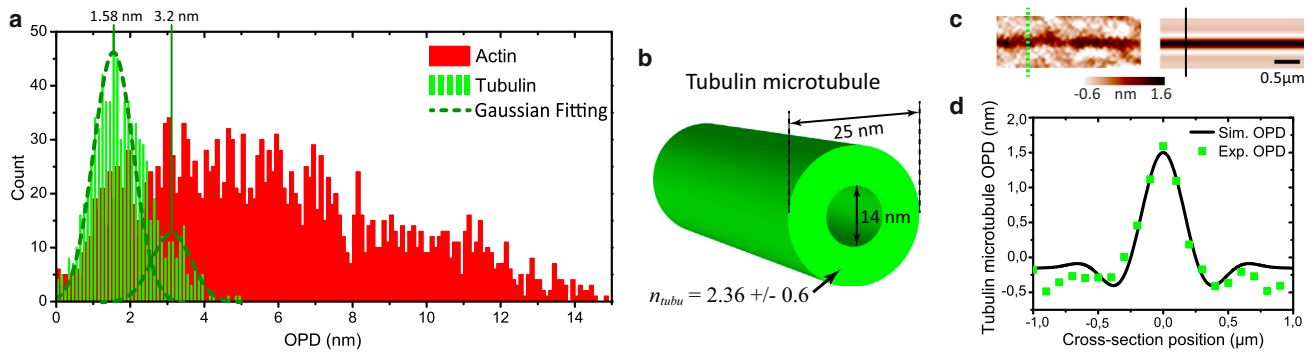 a
1.58 nm 3.2 nm
50
40
30
20
10
0
Count
Actin
Tubulin
Gaussian Fitting
0 2 4 6 8 10 12 14
OPD (nm)
b
Tubulin microtubule
25 nm
14 nm
n_tubu = 2.36 +/- 0.6
c
0.5µm
-0.6 nm 1.6
d
2,0
1,5
1,0
0,5
0.0
-0.5
Tubulin microtubule OPD (nm)
Sim. OPD
Exp. OPD
-1,0 -0,5 0,0 0,5 1,0
Cross-section position (µm)